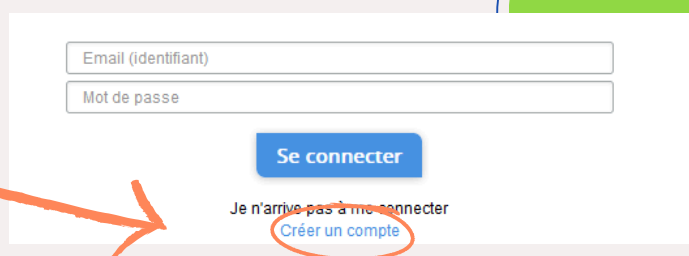 Email (identifiant)
Mot de passe
Se connecter
Je n'arrive pas à me connecter
Créer un compte